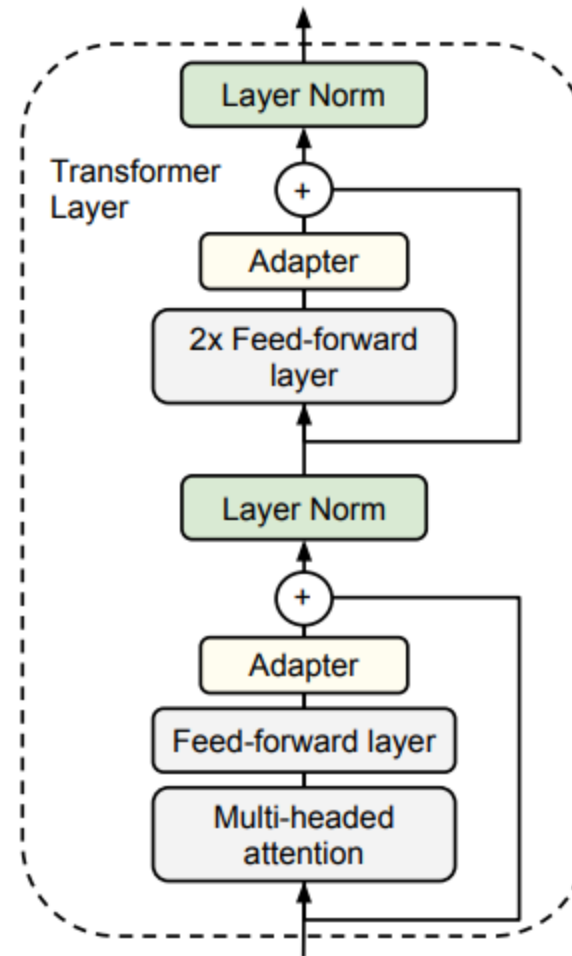 Layer Norm
Transformer
Layer
+
Adapter
2x Feed-forward
layer
Layer Norm
+
Adapter
Feed-forward layer
Multi-headed
attention